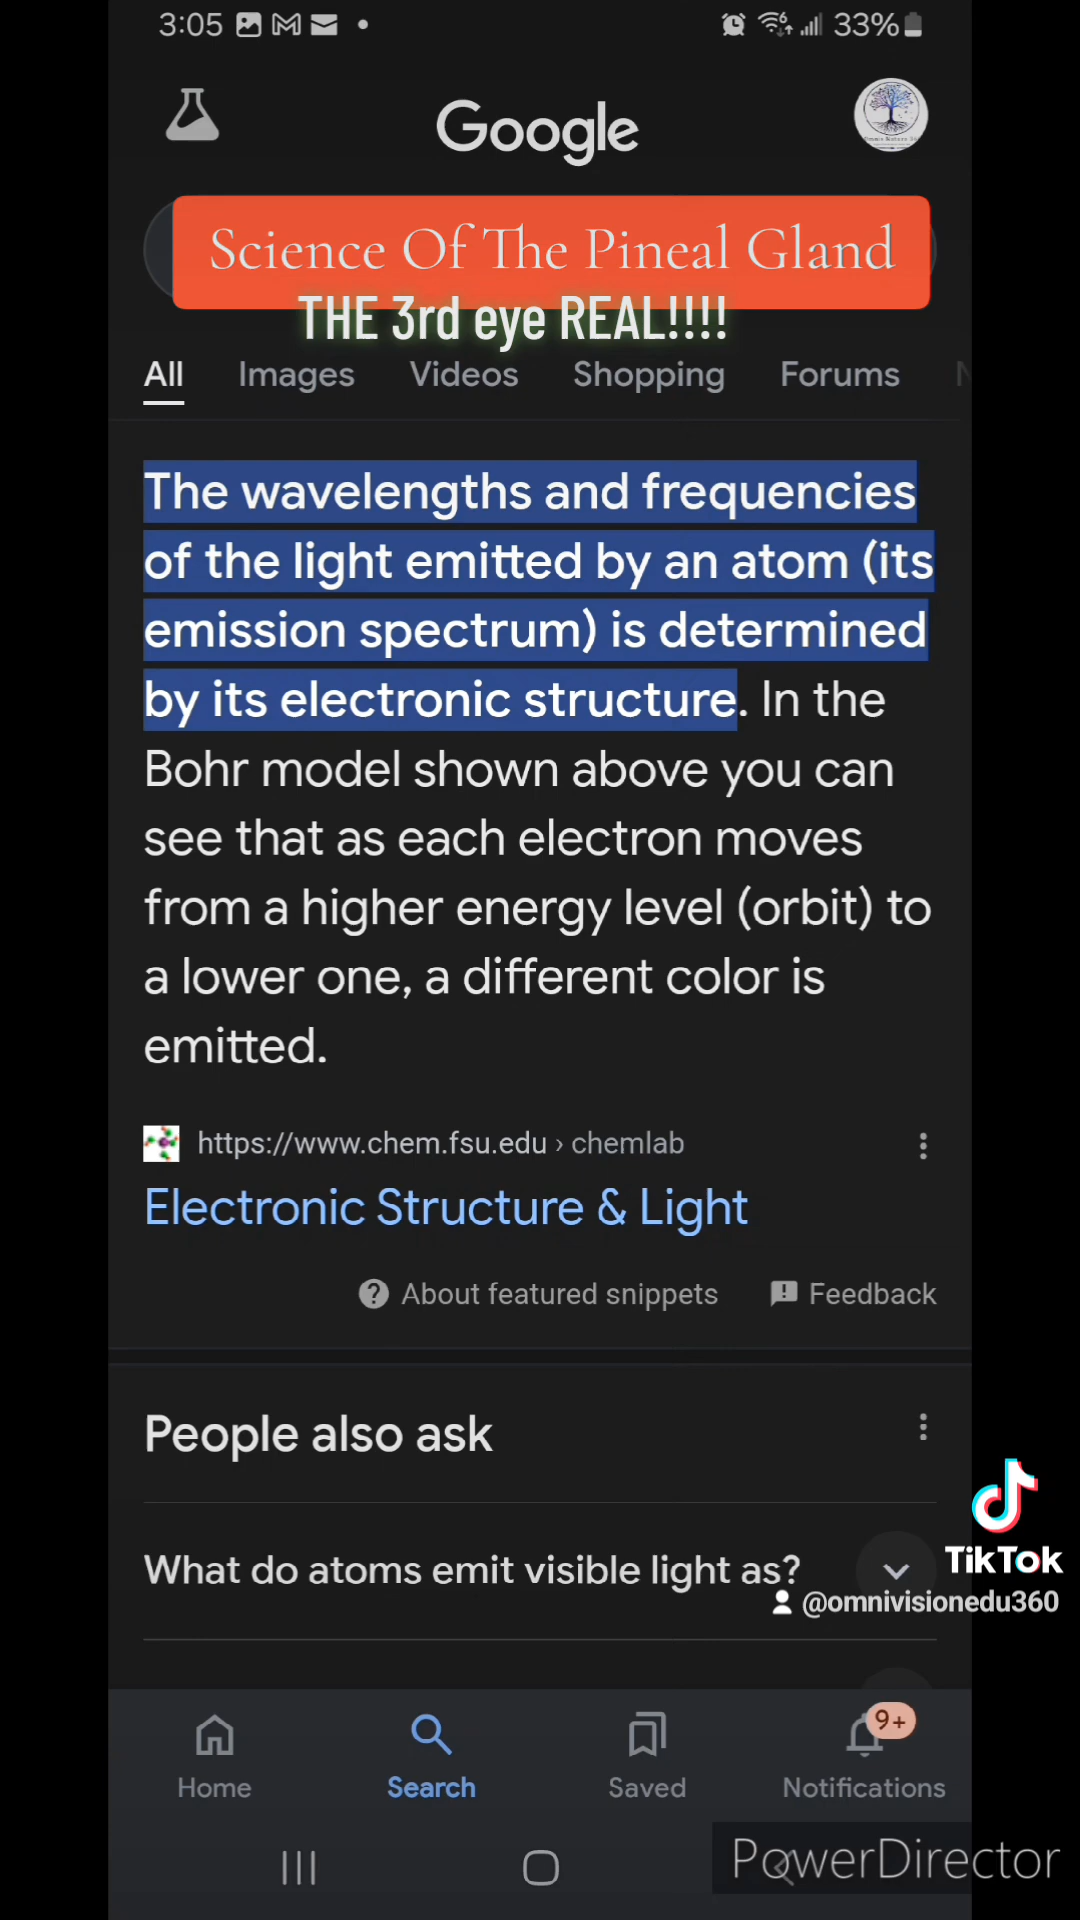 3:05
33%
Google
Science Of The Pineal Gland
THE 3rd eye REAL!!!!
All Images Videos Shopping Forums
The wavelengths and frequencies
of the light emitted by an atom (its
emission spectrum) is determined
by its electronic structure. In the
Bohr model shown above you can
see that as each electron moves
from a higher energy level (orbit) to
a lower one, a different color is
emitted.
https://www.chem.fsu.edu › chemlab
Electronic Structure & Light
About featured snippets Feedback
People also ask
What do atoms emit visible light as?
TikTok
@omnivisionedu360
9+
Home Search Saved Notifications
PowerDirector